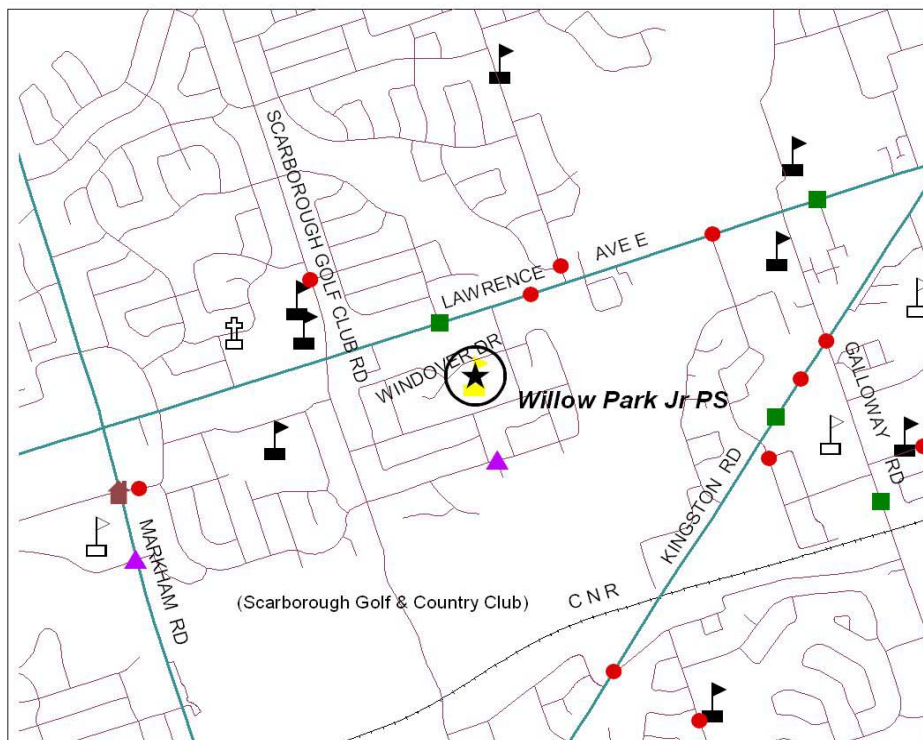 SCARBOROUGH GOLF CLUB RD
LAWRENCE AVE E
WINDOVER DR
Willow Park Jr PS
GALLOWAY RD
KINGSTON RD
MARKHAM RD
(Scarborough Golf & Country Club)
C N R